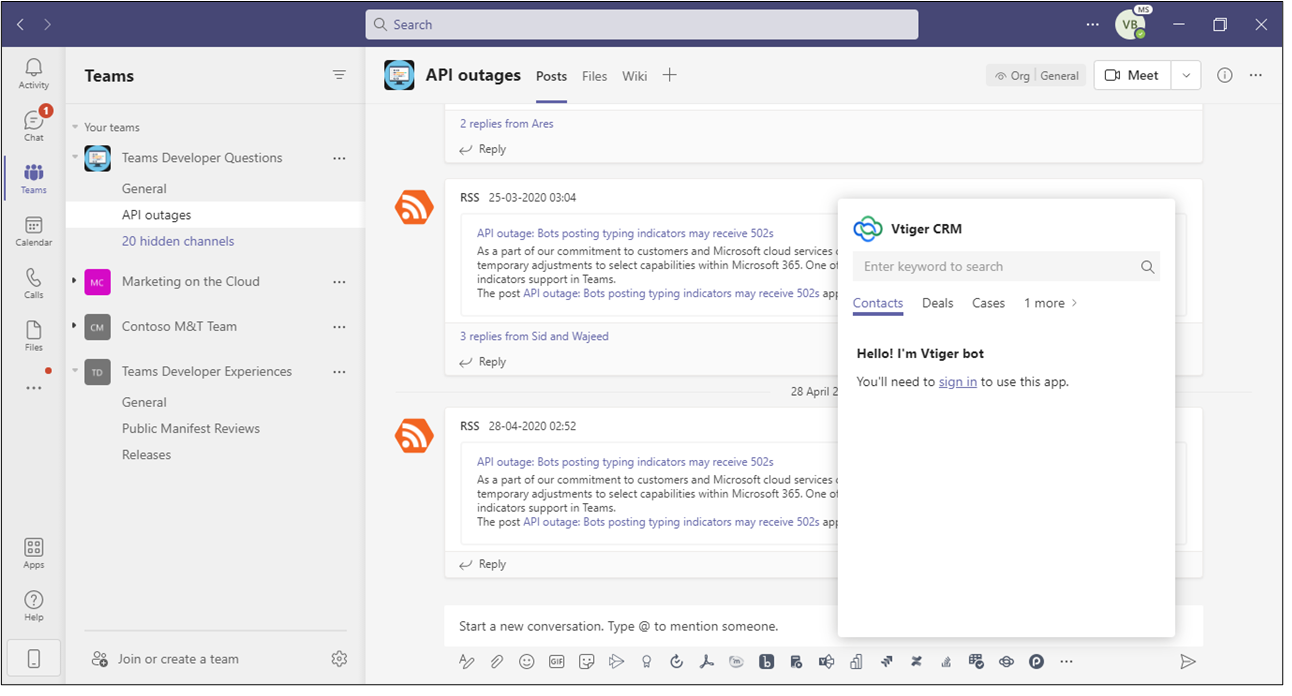 Search
VB
MS
Activity
Chat
1
Teams
Calendar
Calls
Files
Apps
Help
Teams
Your teams
Teams Developer Questions
General
API outages
20 hidden channels
MC Marketing on the Cloud
CM Contoso M&T Team
TD Teams Developer Experiences
General
Public Manifest Reviews
Releases
Join or create a team
API outages Posts Files Wiki
Org General Meet
2 replies from Ares
Reply
RSS 25-03-2020 03:04
API outage: Bots posting typing indicators may receive 502s
As a part of our commitment to customers and Microsoft cloud services
temporary adjustments to select capabilities within Microsoft 365. One of
indicators support in Teams.
The post API outage: Bots posting typing indicators may receive 502s app
3 replies from Sid and Wajeed
Reply
28 April 2
RSS 28-04-2020 02:52
API outage: Bots posting typing indicators may receive 502s
As a part of our commitment to customers and Microsoft cloud services
temporary adjustments to select capabilities within Microsoft 365. One of
indicators support in Teams.
The post API outage: Bots posting typing indicators may receive 502s app
Reply
Start a new conversation. Type @ to mention someone.
GIF
Vtiger CRM
Enter keyword to search
Contacts Deals Cases 1 more
Hello! I'm Vtiger bot
You'll need to sign in to use this app.